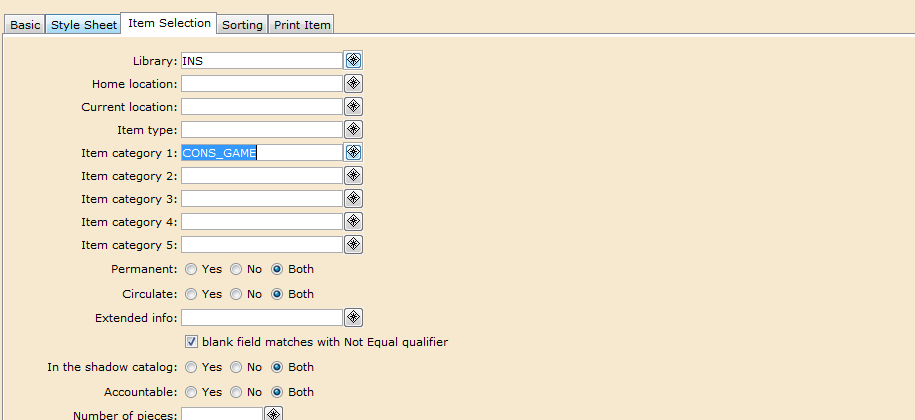 Basic Style Sheet Item Selection Sorting Print Item
Library: INS
Home location:
Current location:
Item type:
Item category 1: CONS_GAME
Item category 2:
Item category 3:
Item category 4:
Item category 5:
Permanent: Yes No Both
Circulate: Yes No Both
Extended info:
blank field matches with Not Equal qualifier
In the shadow catalog: Yes No Both
Accountable: Yes No Both
Number of pieces: